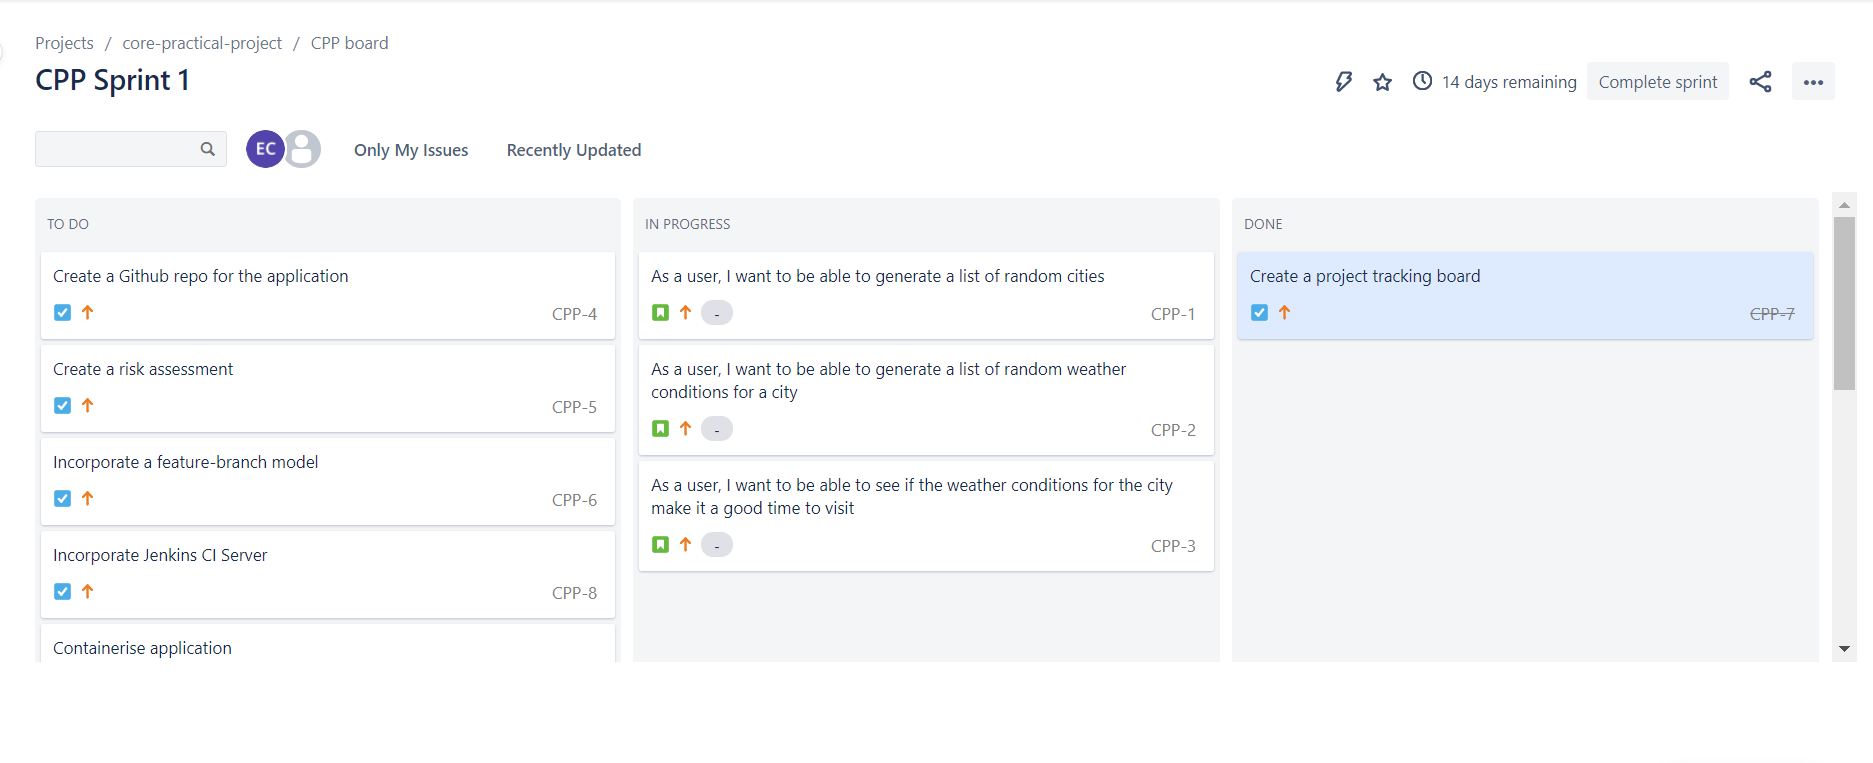 Projects / core-practical-project / CPP board
CPP Sprint 1
14 days remaining
Complete sprint
EC
Only My Issues
Recently Updated
TO DO
Create a Github repo for the application
CPP-4
Create a risk assessment
CPP-5
Incorporate a feature-branch model
CPP-6
Incorporate Jenkins CI Server
CPP-8
Containerise application
IN PROGRESS
As a user, I want to be able to generate a list of random cities
-
CPP-1
As a user, I want to be able to generate a list of random weather
conditions for a city
-
CPP-2
As a user, I want to be able to see if the weather conditions for the city
make it a good time to visit
-
CPP-3
DONE
Create a project tracking board
CPP-7